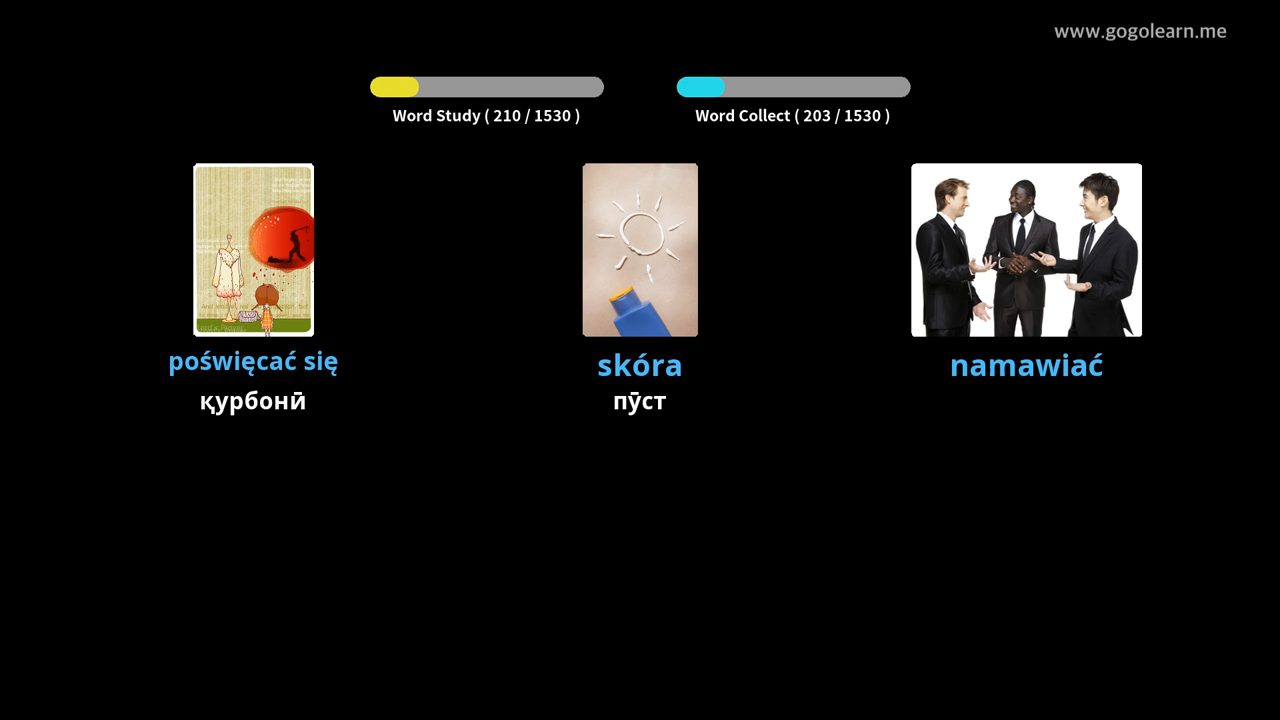 www.gogolearn.me
Word Study ( 210 / 1530 )
Word Collect ( 203 / 1530 )
poświęcać się
skóra
namawiać
қурбонӣ
пӯст